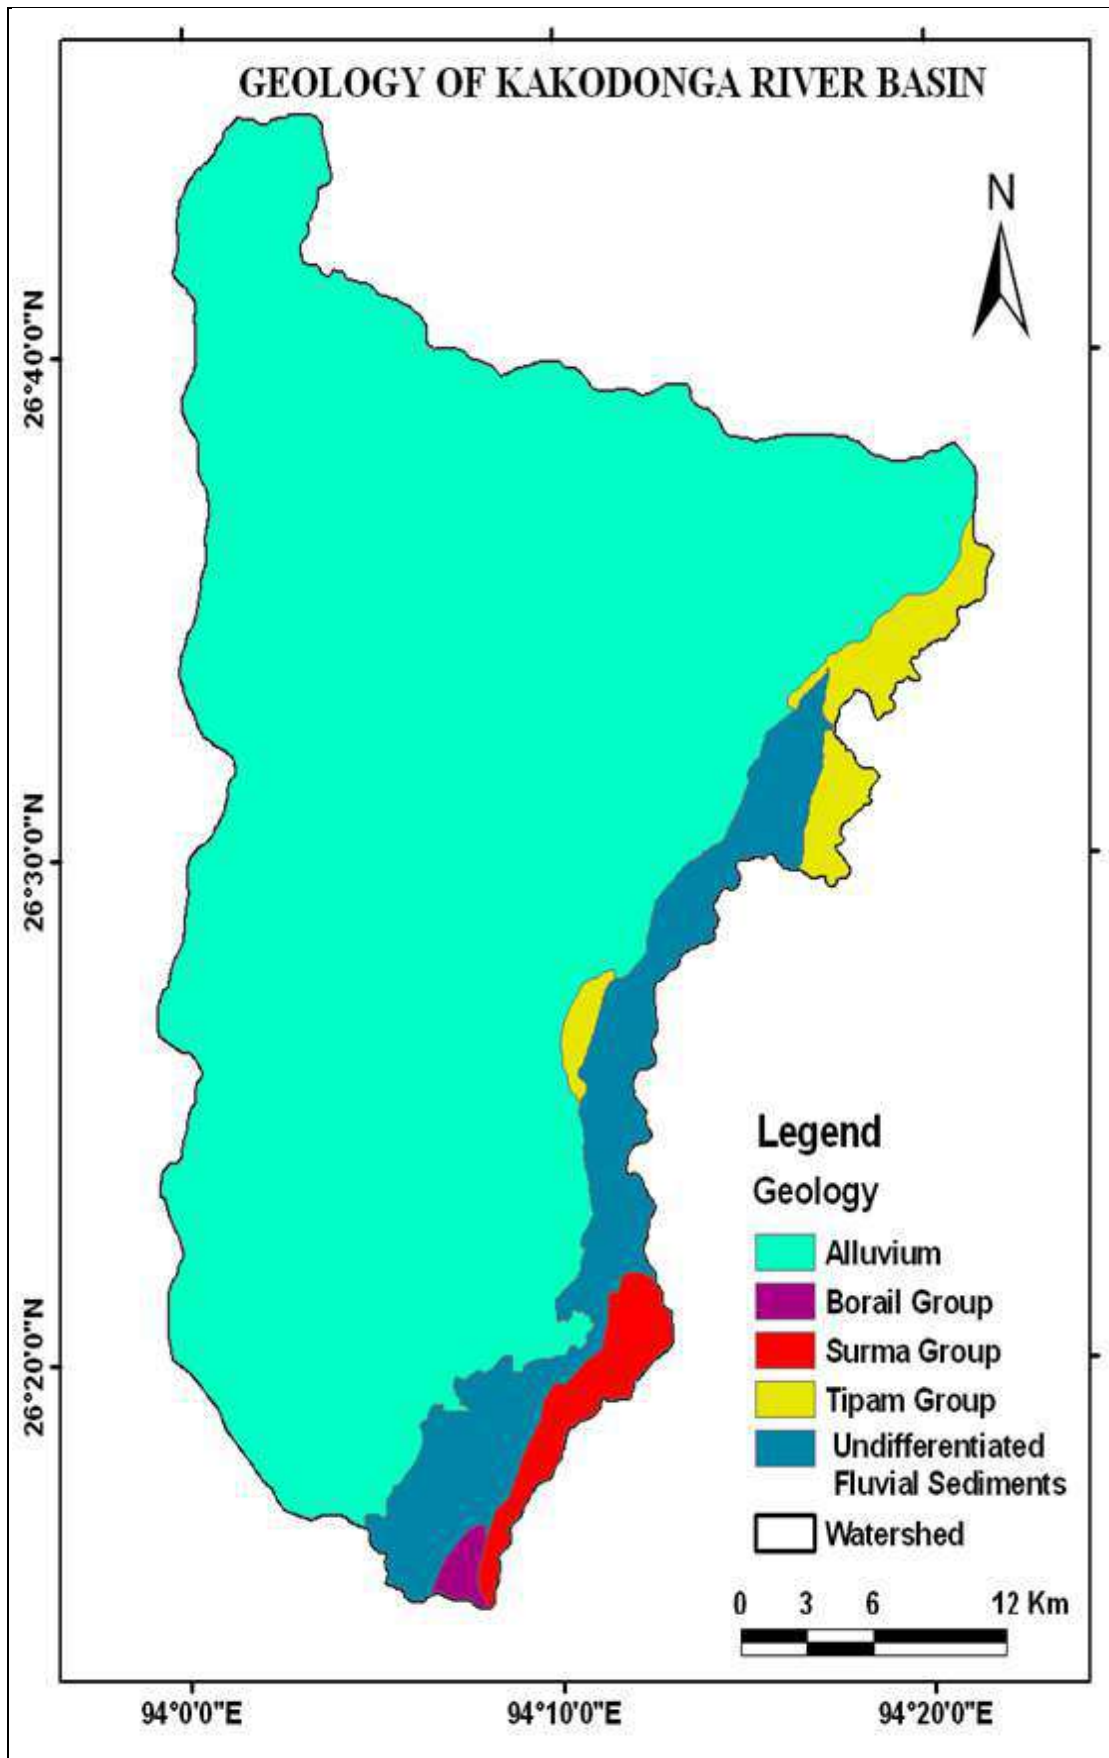 GEOLOGY OF KAKODONGA RIVER BASIN
N
26°40'0"N
26°30'0"N
26°20'0"N
Legend
Geology
Alluvium
Borail Group
Surma Group
Tipam Group
Undifferentiated
Fluvial Sediments
Watershed
0 3 6 12 Km
94°0'0"E 94°10'0"E 94°20'0"E